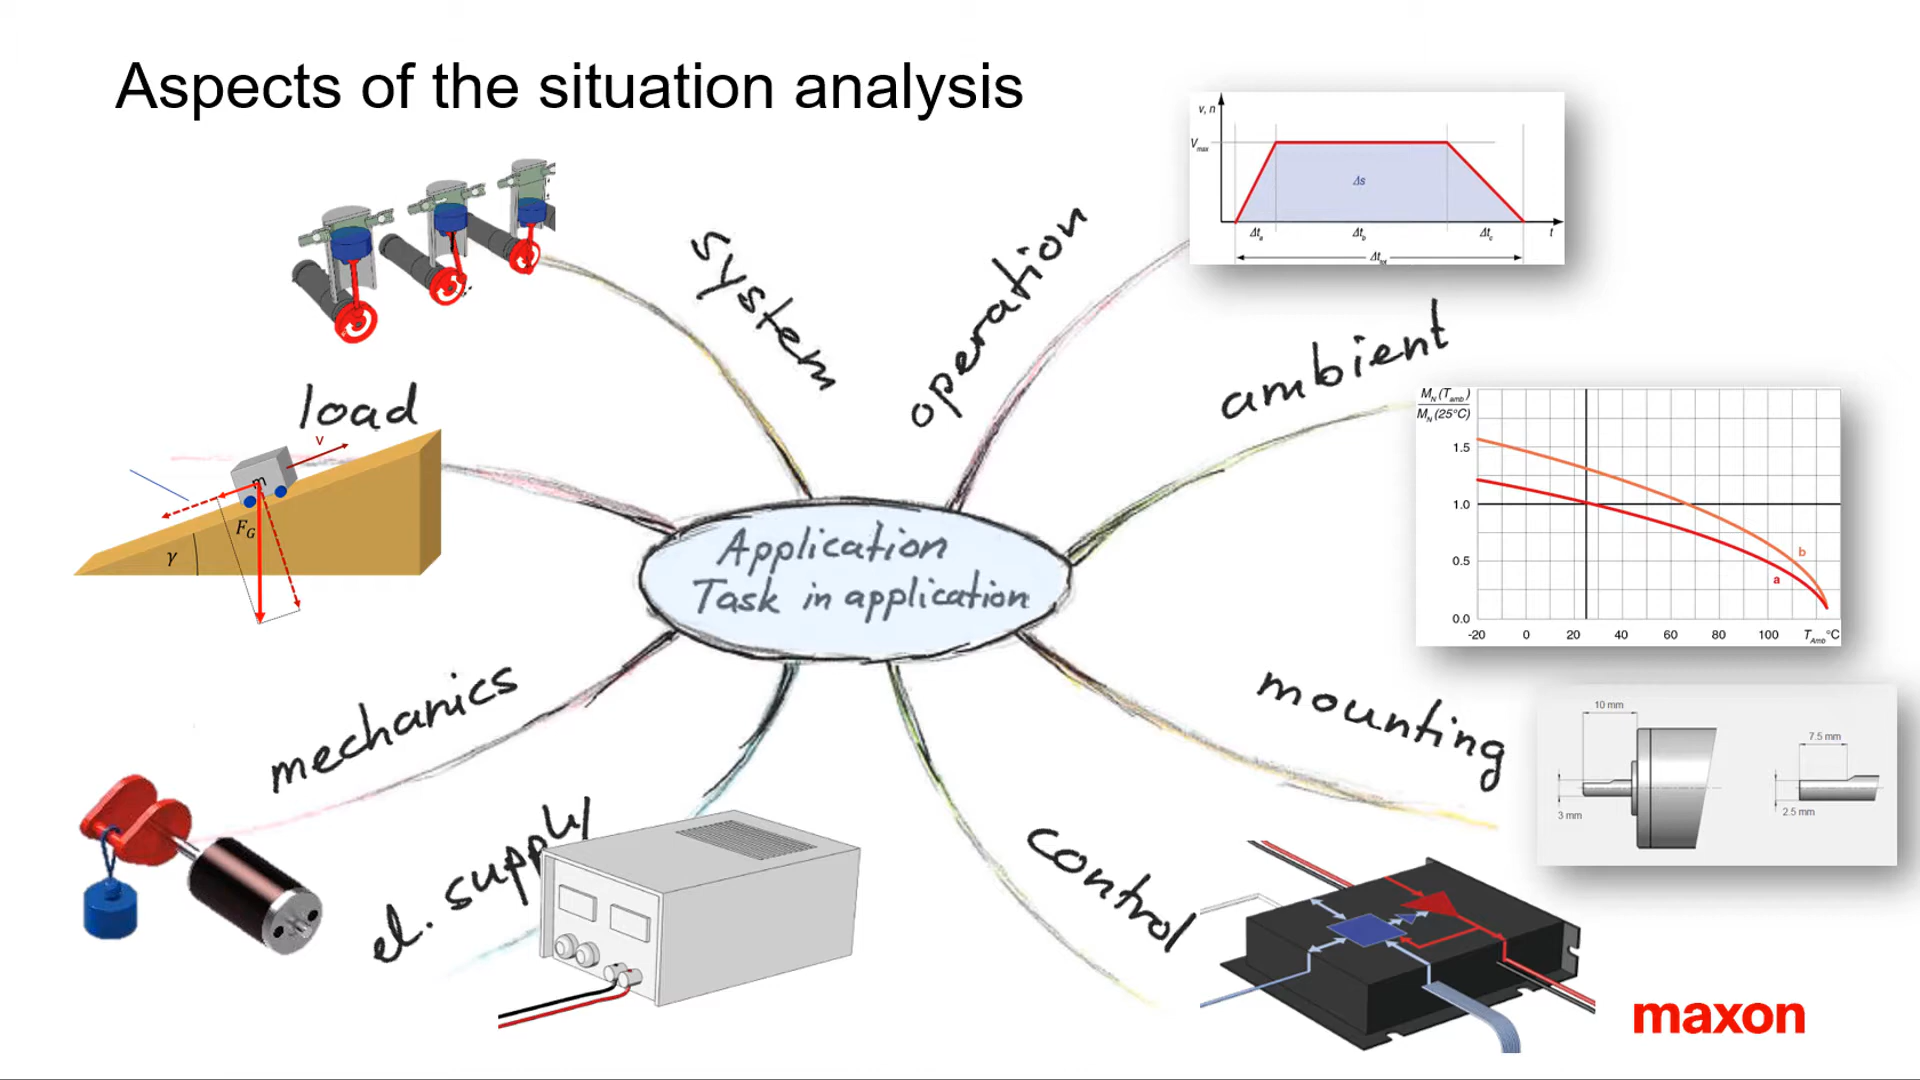 Aspects of the situation analysis
system
operation
v, n
Vmax
Δs
Δta
Δtb
Δtc
t
Δttot
load
v
m
FG
γ
ambient
MN (Tamb)
MN (25°C)
1.5
1.0
0.5
0.0
b
a
-20 0 20 40 60 80 100 TAmb °C
Application
Task in application
mechanics
mounting
10 mm
3 mm
7.5 mm
2.5 mm
el. supply
control
maxon